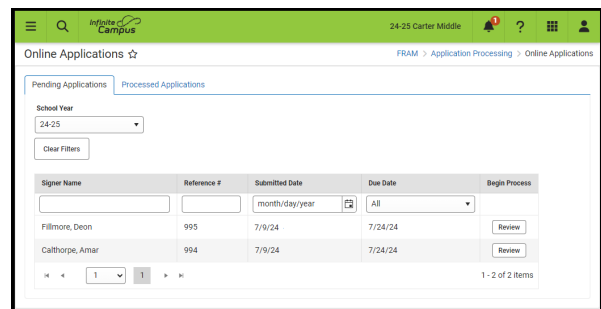 Infinite Campus
24-25 Carter Middle
1
?
Online Applications
FRAM > Application Processing > Online Applications
Pending Applications
Processed Applications
School Year
24-25
Clear Filters
Signer Name Reference # Submitted Date Due Date Begin Process
month/day/year All
Fillmore, Deon 995 7/9/24 7/24/24 Review
Calthorpe, Amar 994 7/9/24 7/24/24 Review
1 1 1 - 2 of 2 items